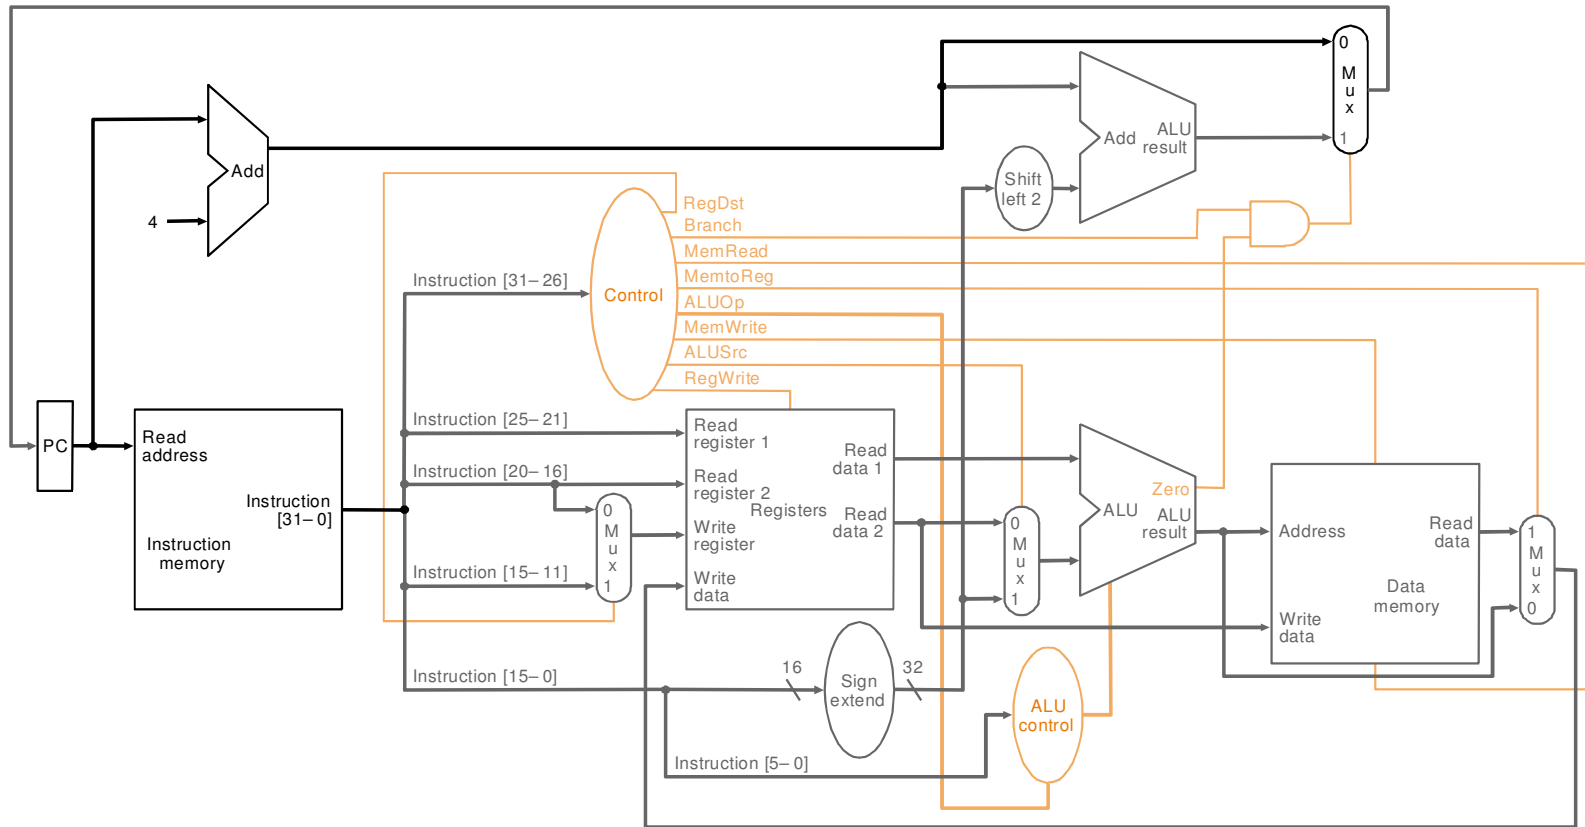 0
M
u
x
1
Add
ALU
result
Add
4
Shift
left 2
RegDst
Branch
MemRead
MemtoReg
ALUOp
MemWrite
ALUSrc
RegWrite
Control
Instruction [31–26]
Instruction [25–21]
Instruction [20–16]
Instruction [15–11]
Instruction [15–0]
Instruction [5–0]
PC
Read
address
Instruction
[31–0]
Instruction
memory
0
M
u
x
1
Read
register 1
Read
register 2
Write
register
Write
data
Registers
Read
data 1
Read
data 2
0
M
u
x
1
Zero
ALU
ALU
result
Address
Read
data
Data
memory
Write
data
1
M
u
x
0
16
Sign
extend
32
ALU
control